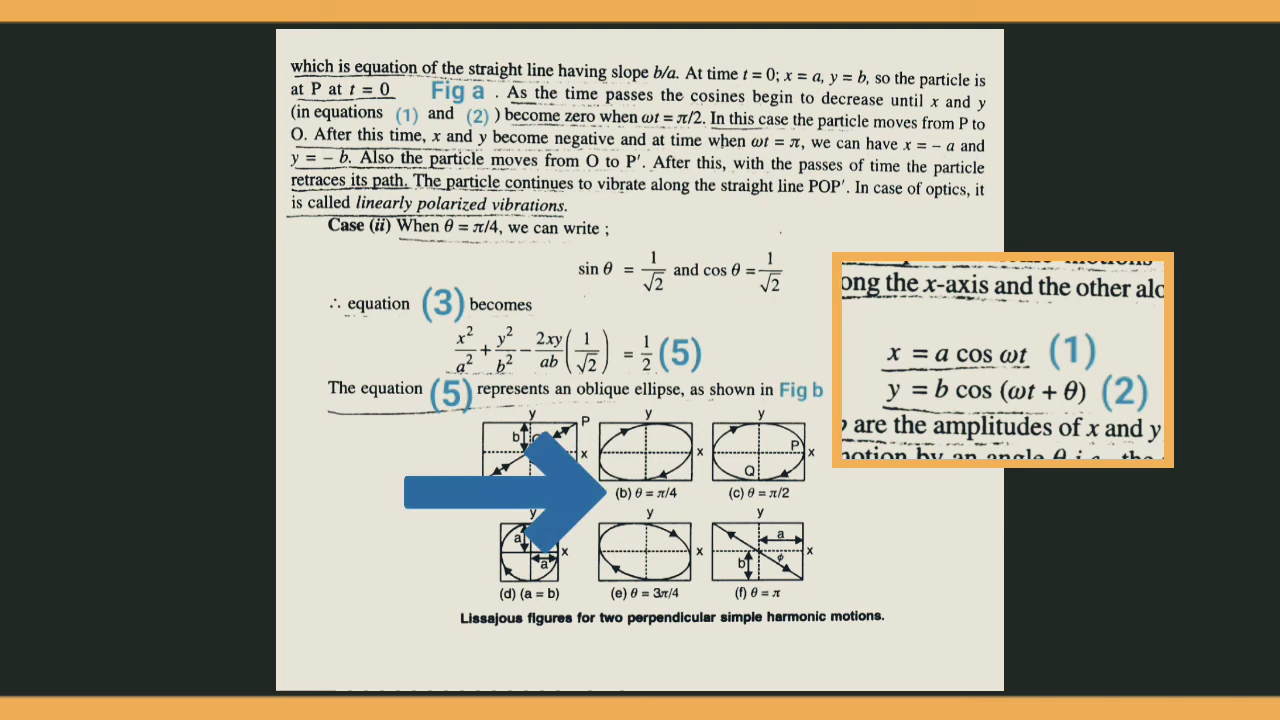 which is equation of the straight line having slope b/a. At time t = 0; x = a, y = b, so the particle is
at P at t = 0 Fig a . As the time passes the cosines begin to decrease until x and y
(in equations (1) and (2) ) become zero when ωt = π/2. In this case the particle moves from P to
O. After this time, x and y become negative and at time when ωt = π, we can have x = – a and
y = – b. Also the particle moves from O to P′. After this, with the passes of time the particle
retraces its path. The particle continues to vibrate along the straight line POP′. In case of optics, it
is called linearly polarized vibrations.
Case (ii) When θ = π/4, we can write ;
sin θ = 1/√2 and cos θ = 1/√2
∴ equation (3) becomes
x²/a² + y²/b² – 2xy/ab (1/√2) = 1/2 (5)
The equation (5) represents an oblique ellipse, as shown in Fig b
y P b x
y x
(b) θ = π/4
y P Q x
(c) θ = π/2
y a a x
(d) (a = b)
y x
(e) θ = 3π/4
y a b ϕ x
(f) θ = π
Lissajous figures for two perpendicular simple harmonic motions.
ong the x-axis and the other alo
x = a cos ωt (1)
y = b cos (ωt + θ) (2)
are the amplitudes of x and y